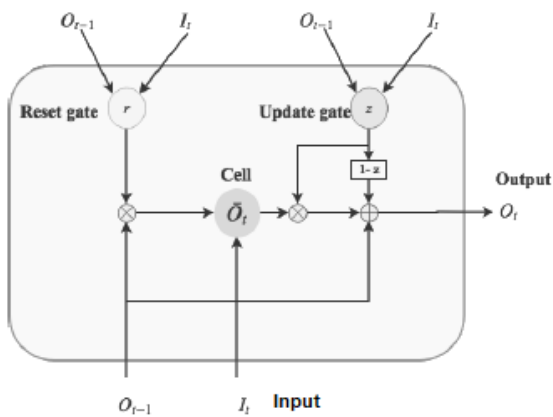 O_{t-1} I_t O_{t-1} I_t
Reset gate r Update gate z
1- z
Cell
Output
Õ_t O_t
O_{t-1} I_t Input